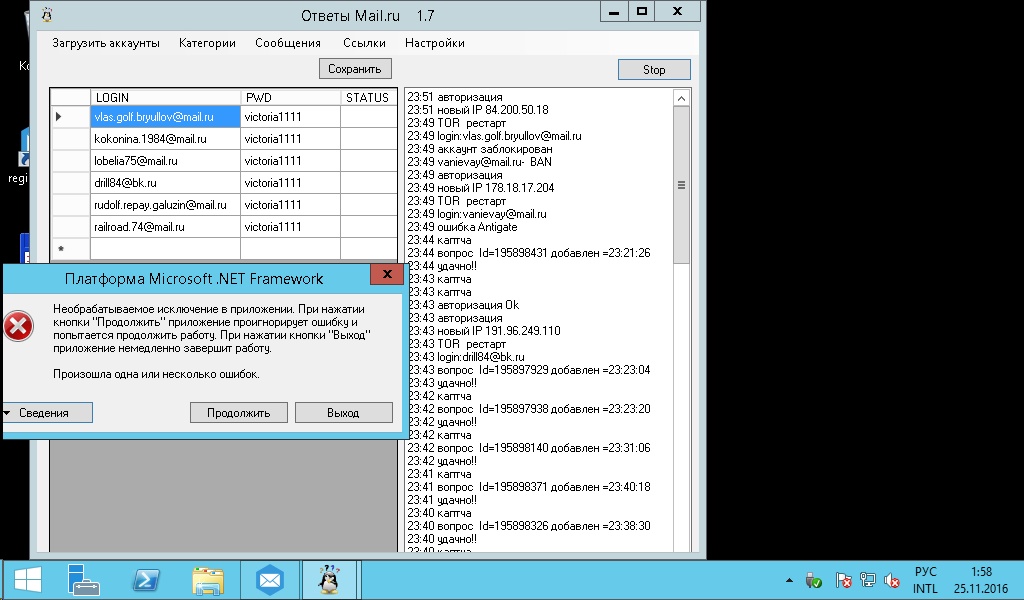 Ответы Mail.ru 1.7
Загрузить аккаунты Категории Сообщения Ссылки Настройки
Сохранить
Stop
LOGIN PWD STATUS
vlas.golf.bryullov@mail.ru victoria1111
kokonina.1984@mail.ru victoria1111
lobelia75@mail.ru victoria1111
drill84@bk.ru victoria1111
rudolf.repay.galuzin@mail.ru victoria1111
railroad.74@mail.ru victoria1111
*
Платформа Microsoft .NET Framework
x
Необрабатываемое исключение в приложении. При нажатии
кнопки "Продолжить" приложение проигнорирует ошибку и
попытается продолжить работу. При нажатии кнопки "Выход"
приложение немедленно завершит работу.
Произошла одна или несколько ошибок.
Сведения
Продолжить
Выход
23:51 авторизация
23:51 новый IP 84.200.50.18
23:49 TOR рестарт
23:49 login:vlas.golf.bryullov@mail.ru
23:49 аккаунт заблокирован
23:49 vanievay@mail.ru- BAN
23:49 авторизация
23:49 новый IP 178.18.17.204
23:49 TOR рестарт
23:49 login:vanievay@mail.ru
23:49 ошибка Antigate
23:44 каптча
23:44 вопрос Id=195898431 добавлен =23:21:26
23:44 удачно!!
23:43 каптча
23:43 каптча
23:43 авторизация Ok
23:43 авторизация
23:43 новый IP 191.96.249.110
23:43 TOR рестарт
23:43 login:drill84@bk.ru
23:43 вопрос Id=195897929 добавлен =23:23:04
23:43 удачно!!
23:42 каптча
23:42 вопрос Id=195897938 добавлен =23:23:20
23:42 удачно!!
23:42 каптча
23:42 вопрос Id=195898140 добавлен =23:31:06
23:42 удачно!!
23:41 каптча
23:41 вопрос Id=195898371 добавлен =23:40:18
23:41 удачно!!
23:40 каптча
23:40 вопрос Id=195898326 добавлен =23:38:30
23:40 удачно!!
23:40 каптча
Ко
regi
РУС
INTL
1:58
25.11.2016